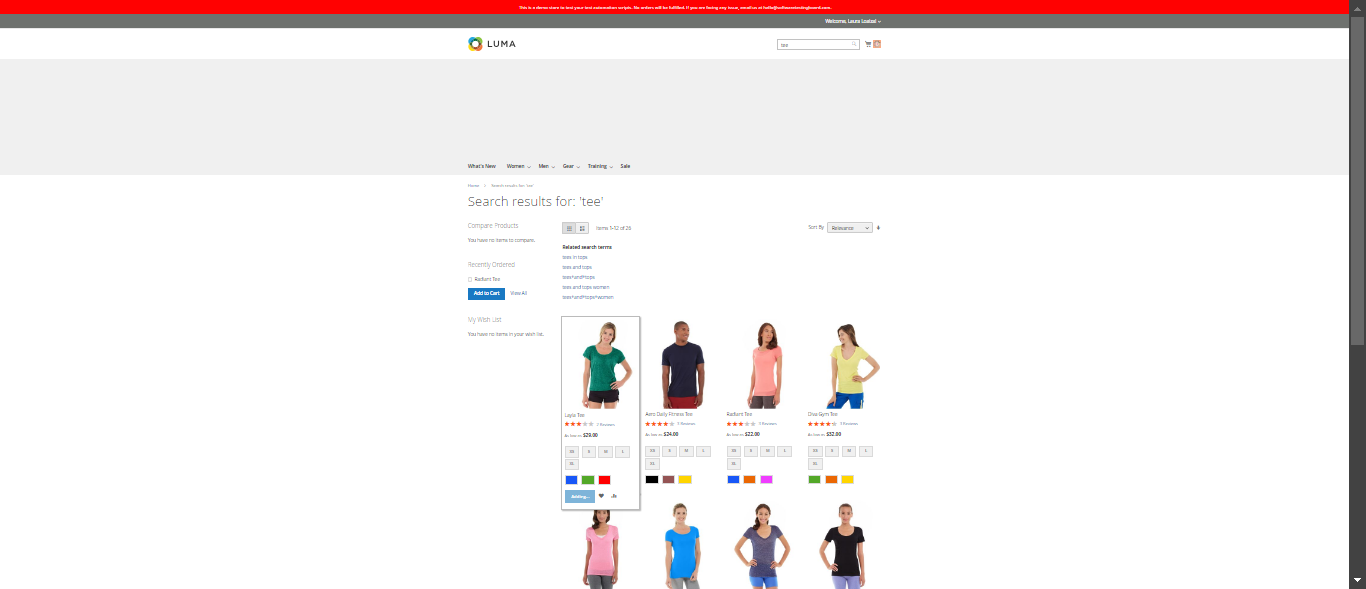 This is a demo store to test your test automation scripts. No orders will be fulfilled. If you are facing any issue, email us at hello@softwaretestingboard.com.
LUMA
tee
What's New Women Men Gear Training Sale
Home Search results for: 'tee'
Search results for: 'tee'
Compare Products
You have no items to compare.
Recently Ordered
Radiant Tee
Add to Cart View All
My Wish List
You have no items in your wish list.
Items 1-12 of 28
Sort By Relevance
Related search terms
tees in tops
tees and tops
tees+and+tops
tees and tops women
tees+and+tops+women
Layla Tee
2 Reviews
As low as $29.00
XS S M L
XL
Adding...
Aero Daily Fitness Tee
Reviews
As low as $24.00
XS S M L
XL
Radiant Tee
3 Reviews
As low as $22.00
XS S M L
XL
Diva Gym Tee
3 Reviews
As low as $32.00
XS S M L
XL